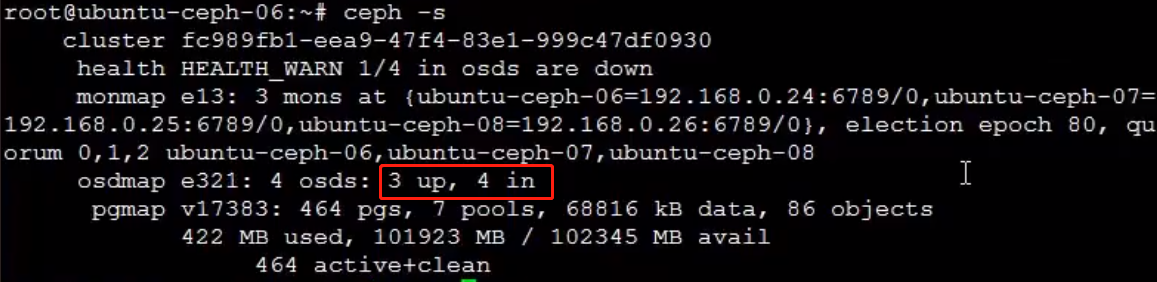 root@ubuntu-ceph-06:~# ceph -s
cluster fc989fb1-eea9-47f4-83e1-999c47df0930
health HEALTH_WARN 1/4 in osds are down
monmap e13: 3 mons at {ubuntu-ceph-06=192.168.0.24:6789/0,ubuntu-ceph-07=
192.168.0.25:6789/0,ubuntu-ceph-08=192.168.0.26:6789/0}, election epoch 80, qu
orum 0,1,2 ubuntu-ceph-06,ubuntu-ceph-07,ubuntu-ceph-08
osdmap e321: 4 osds: 3 up, 4 in
pgmap v17383: 464 pgs, 7 pools, 68816 kB data, 86 objects
422 MB used, 101923 MB / 102345 MB avail
464 active+clean